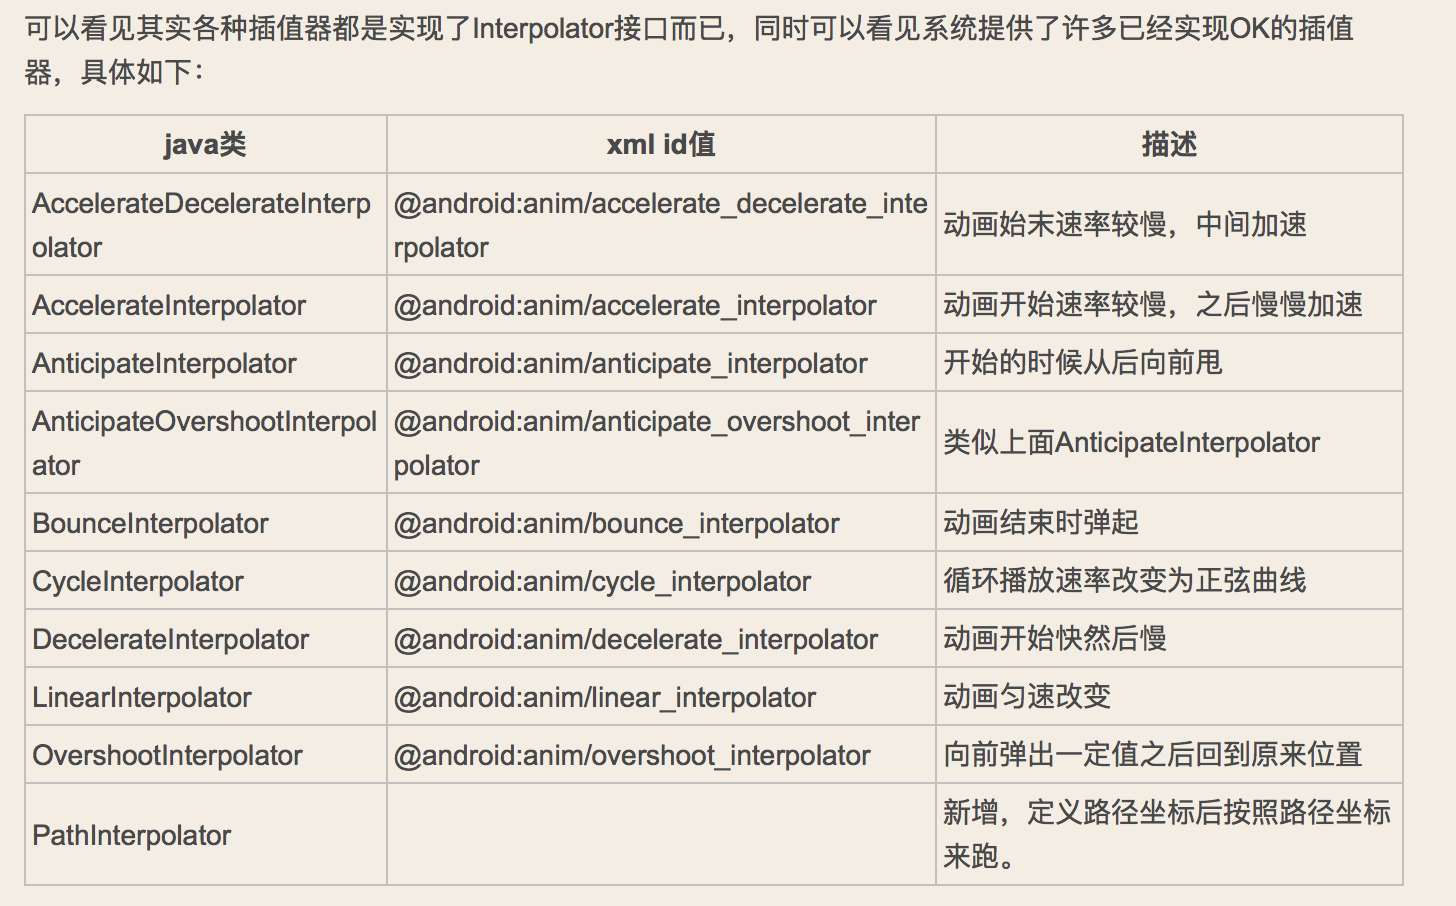 可以看见其实各种插值器都是实现了Interpolator接口而已，同时可以看见系统提供了许多已经实现OK的插值
器，具体如下：
java类 xml id值 描述
AccelerateDecelerateInterp
olator
@android:anim/accelerate_decelerate_inte
rpolator
动画始末速率较慢，中间加速
AccelerateInterpolator @android:anim/accelerate_interpolator 动画开始速率较慢，之后慢慢加速
AnticipateInterpolator @android:anim/anticipate_interpolator 开始的时候从后向前甩
AnticipateOvershootInterpol
ator
@android:anim/anticipate_overshoot_inter
polator
类似上面AnticipateInterpolator
BounceInterpolator @android:anim/bounce_interpolator 动画结束时弹起
CycleInterpolator @android:anim/cycle_interpolator 循环播放速率改变为正弦曲线
DecelerateInterpolator @android:anim/decelerate_interpolator 动画开始快然后慢
LinearInterpolator @android:anim/linear_interpolator 动画匀速改变
OvershootInterpolator @android:anim/overshoot_interpolator 向前弹出一定值之后回到原来位置
PathInterpolator
新增，定义路径坐标后按照路径坐标
来跑。